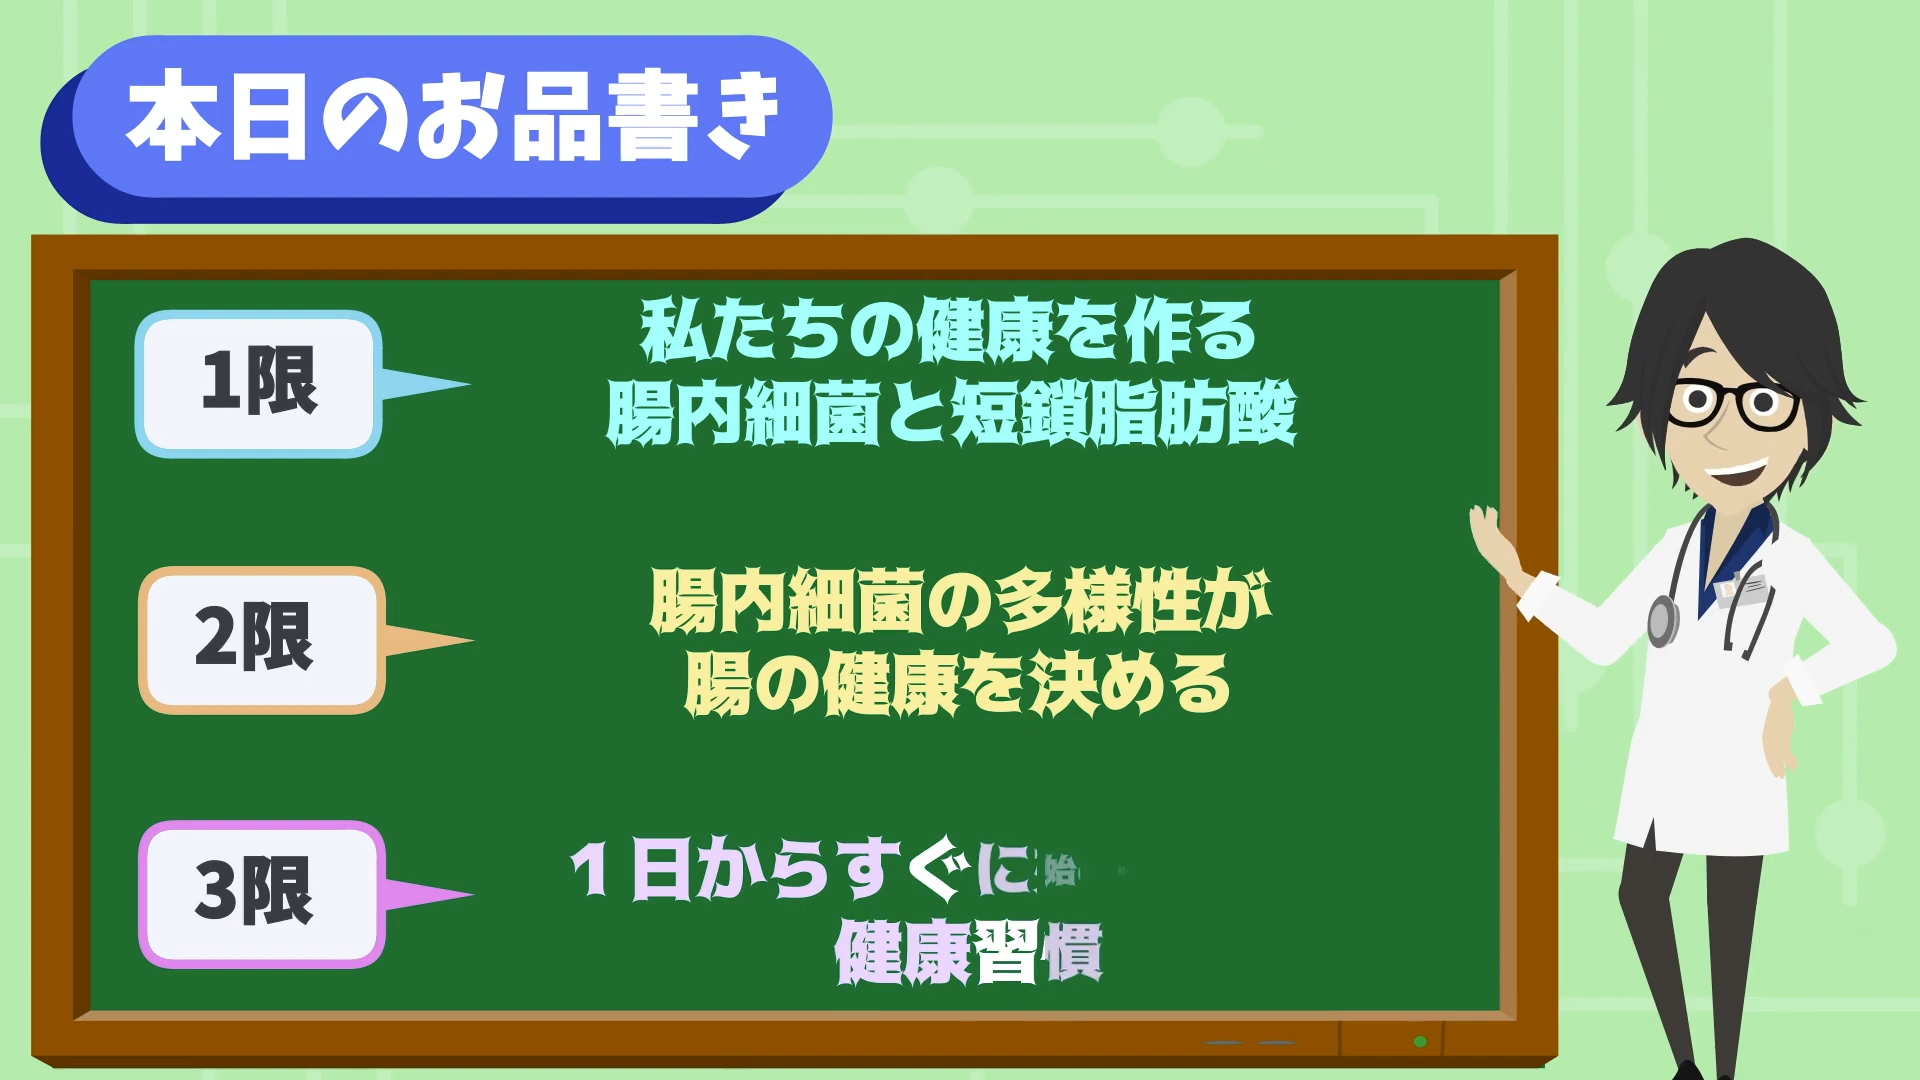 本日のお品書き
1限
私たちの健康を作る
腸内細菌と短鎖脂肪酸
2限
腸内細菌の多様性が
腸の健康を決める
3限
１日からすぐに始
健康習慣